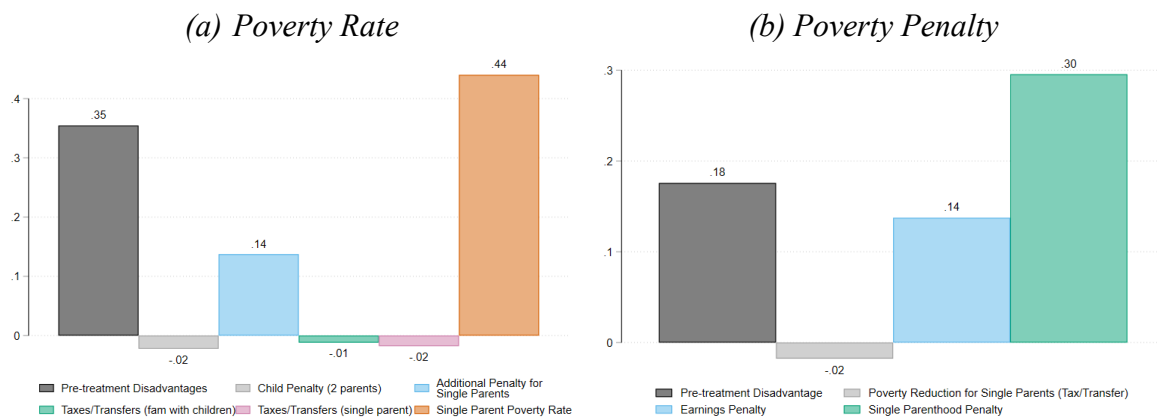 (a) Poverty Rate
.44
.4
.35
.3
.2
.14
.1
0
-.02
-.01
-.02
Pre-treatment Disadvantages
Child Penalty (2 parents)
Additional Penalty for
Single Parents
Taxes/Transfers (fam with children)
Taxes/Transfers (single parent)
Single Parent Poverty Rate
(b) Poverty Penalty
.3
.30
.2
.18
.14
.1
0
-.02
Pre-treatment Disadvantage
Poverty Reduction for Single Parents (Tax/Transfer)
Earnings Penalty
Single Parenthood Penalty